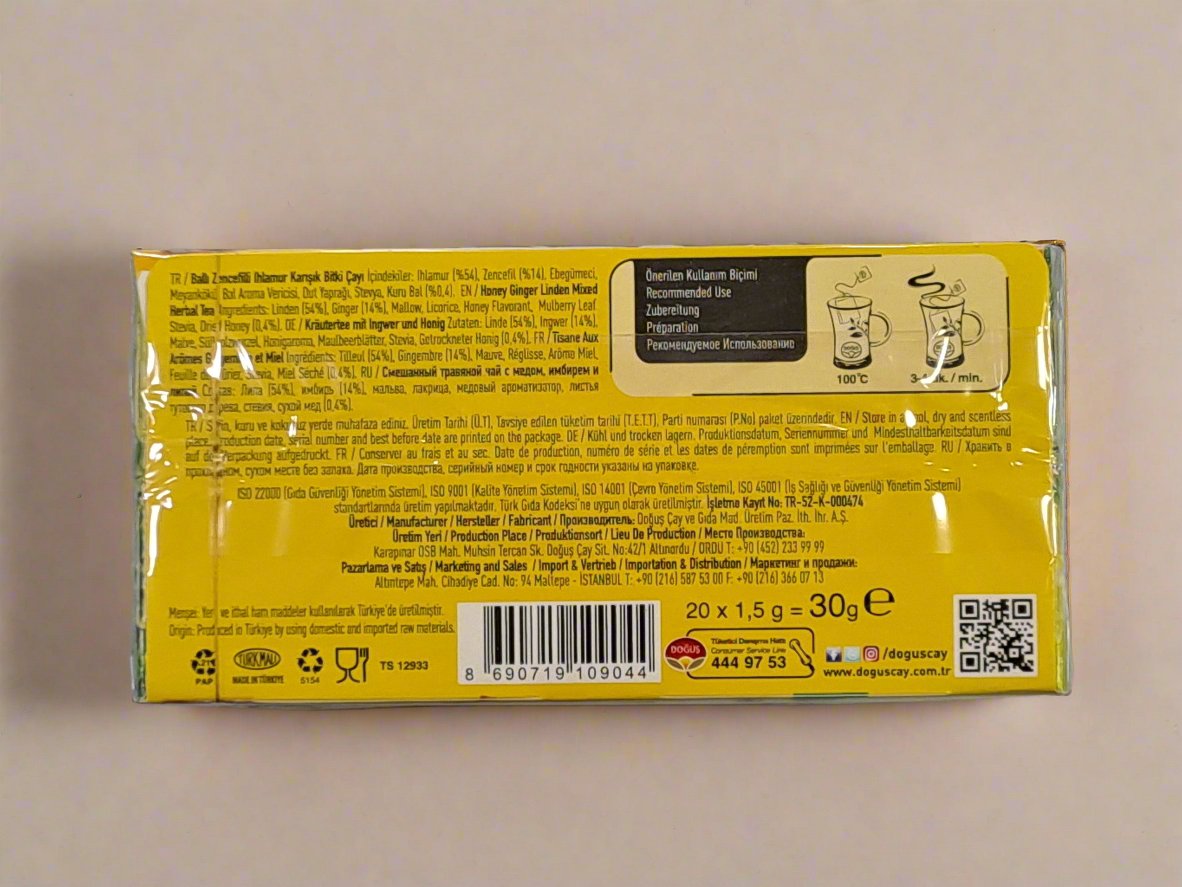 TR / Ballı Zencefilli Ihlamur Karışık Bitki Çayı İçindekiler: Ihlamur (%54), Zencefil (%14), Ebegümeci,
Meyankökü, Bal Aroma Vericisi, Dut Yaprağı, Stevya, Kuru Bal (%0,4). EN / Honey Ginger Linden Mixed
Herbal Tea Ingredients: Linden (54%), Ginger (14%), Mallow, Licorice, Honey Flavorant, Mulberry Leaf,
Stevia, Honey (0,4%). DE / Kräutertee mit Ingwer und Honig Zutaten: Linde (54%), Ingwer (14%),
Malve, Honigaroma, Maulbeerblätter, Stevia, Getrockneter Honig (0,4%). FR / Tisane Aux
Arômes Gingembre et Miel Ingrédients: Tilleul (54%), Gingembre (14%), Mauve, Réglisse, Arôme Miel,
Feuille de Stevia, Miel Séché (0,4%). RU / Смешанный травяной чай с медом, имбирем и
Липа (54%), имбирь (14%), мальва, лакрица, медовый ароматизатор, листья
стевия, сухой мед (0,4%).
Önerilen Kullanım Biçimi
Recommended Use
Zubereitung
Préparation
Рекомендуемое Использование
100°C
dk. / min.
TR / kuru ve kokusuz yerde muhafaza ediniz. Üretim Tarihi (Ü.T), Tavsiye edilen tüketim tarihi (T.E.T.T), Parti numarası (P.No) paket üzerindedir. EN / Store in a cool, dry and scentless
place. Production date, serial number and best before date are printed on the package. DE / Kühl und trocken lagern. Produktionsdatum, Seriennummer und Mindesthaltbarkeitsdatum sind
auf der Verpackung aufgedruckt. FR / Conserver au frais et au sec. Date de production, numéro de série et les dates de péremption sont imprimées sur l'emballage. RU / Хранить в
прохладном, сухом месте без запаха. Дата производства, серийный номер и срок годности указаны на упаковке.
ISO 22000 (Gıda Güvenliği Yönetim Sistemi), ISO 9001 (Kalite Yönetim Sistemi), ISO 14001 (Çevre Yönetim Sistemi), ISO 45001 (İş Sağlığı ve Güvenliği Yönetim Sistemi)
standartlarında üretim yapılmaktadır. Türk Gıda Kodeksi'ne uygun olarak üretilmiştir. İşletme Kayıt No: TR-52-K-000474
Üretici / Manufacturer / Hersteller / Fabricant / Производитель: Doğuş Çay ve Gıda Mad. Üretim Paz. İth. İhr. A.Ş.
Üretim Yeri / Production Place / Produktionsort / Lieu De Production / Место Производства:
Karapınar OSB Mah. Muhsin Tercan Sk. Doğuş Çay Sit. No:42/1 Altınordu / ORDU T: +90 (452) 233 99 99
Pazarlama ve Satış / Marketing and Sales / Import & Vertrieb / Importation & Distribution / Маркетинг и продажи:
Altıntepe Mah. Cihadiye Cad. No: 94 Maltepe - İSTANBUL T: +90 (216) 587 53 00 F: +90 (216) 366 07 13
Menşei: Yerli ve ithal ham maddeler kullanılarak Türkiye'de üretilmiştir.
Origin: Produced in Türkiye by using domestic and imported raw materials.
21
PAP
TÜRK MALI
MADE IN TÜRKİYE
5154
TS 12933
8 690719 109044
20 x 1,5 g = 30g e
DOĞUŞ
Tüketici Danışma Hattı
Consumer Service Line
444 97 53
/doguscay
www.doguscay.com.tr